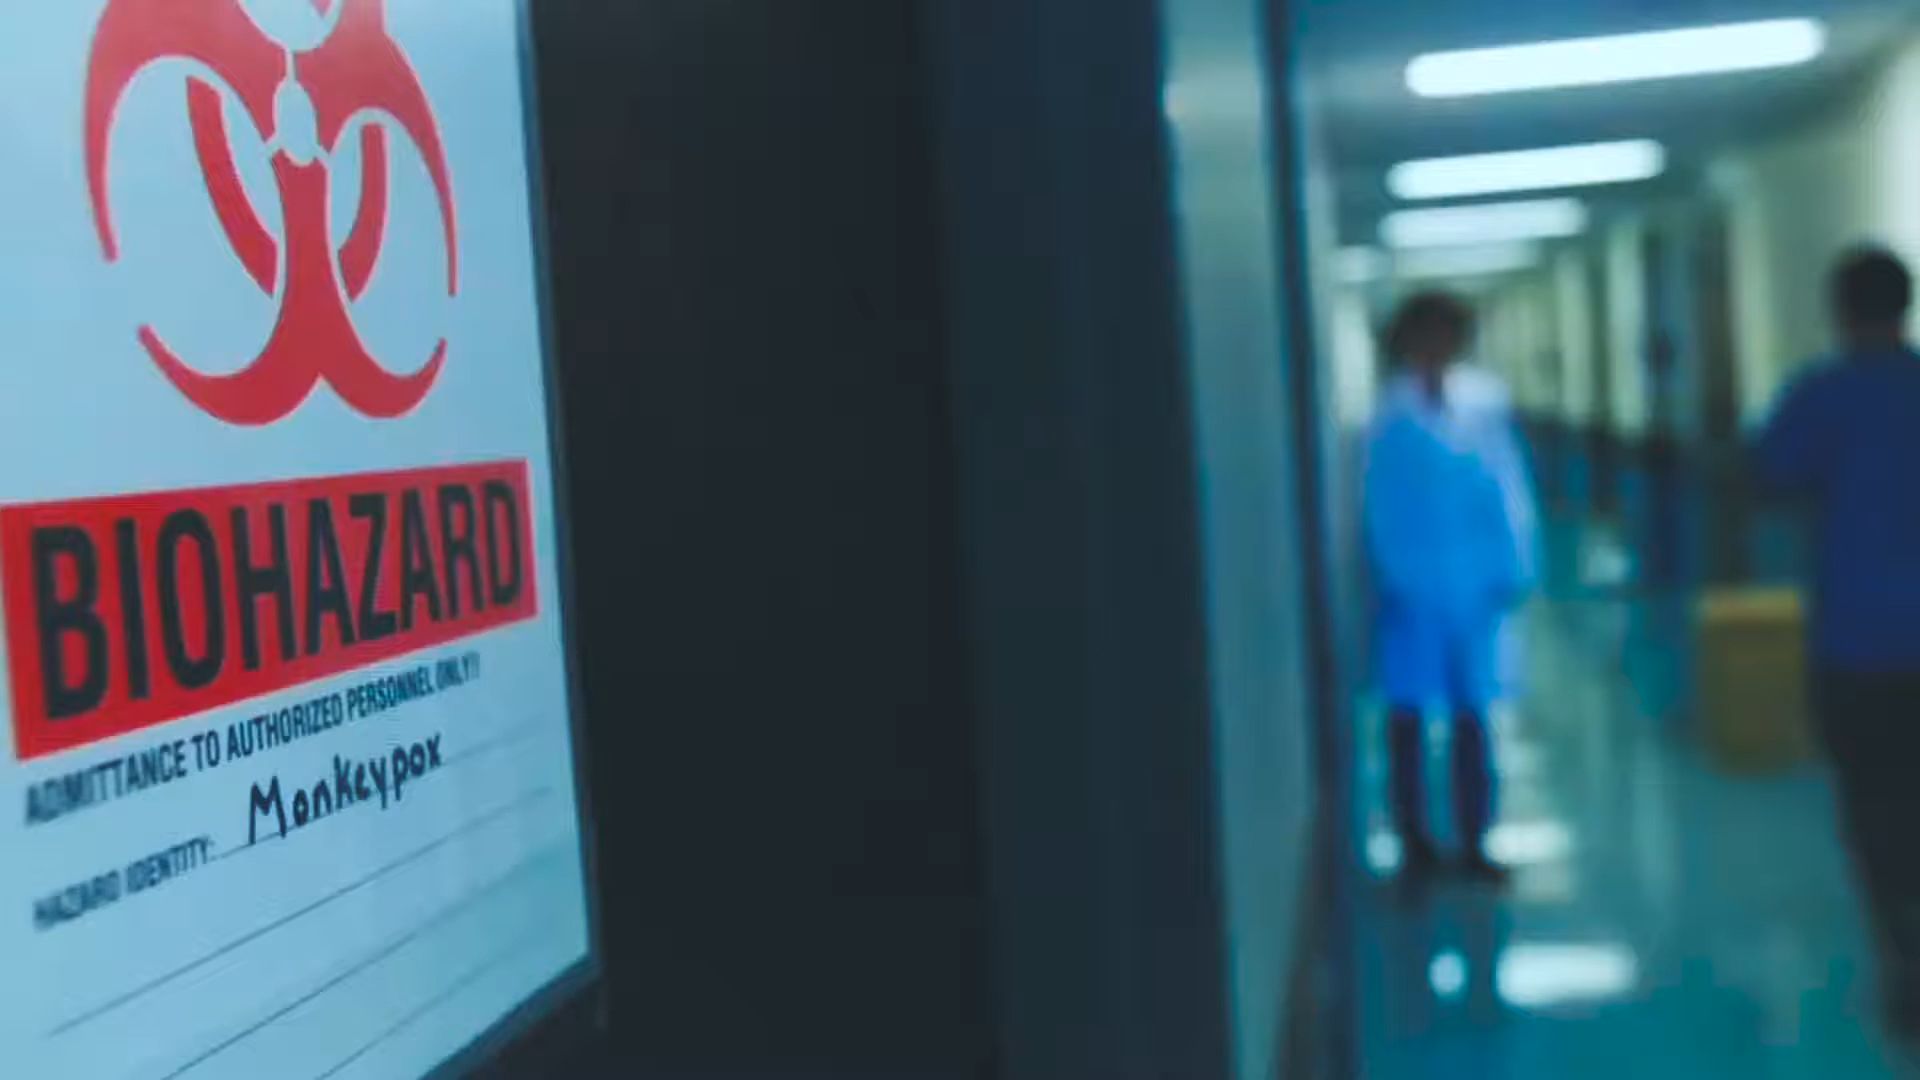 BIOHAZARD
ADMITTANCE TO AUTHORIZED PERSONNEL ONLY!!
HAZARD IDENTITY: Monkeypox